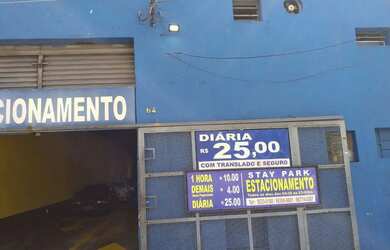 CIONAMENTO
64
DIÁRIA
R$ 25,00
COM TRANSLADO E SEGURO
1 HORA R$ 10,00
DEMAIS R$ 4,00
DIÁRIA R$ 25,00
STAY PARK
ESTACIONAMENTO